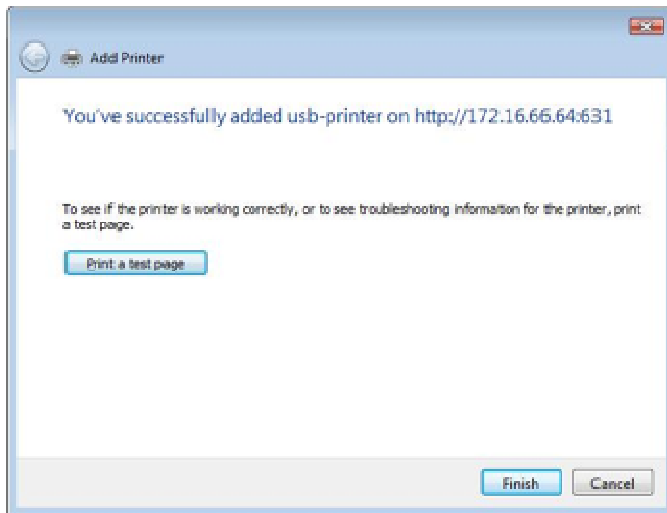 Add Printer
You've successfully added usb-printer on http://172.16.66.64:631
To see if the printer is working correctly, or to see troubleshooting information for the printer, print
a test page.
Print a test page
Finish
Cancel